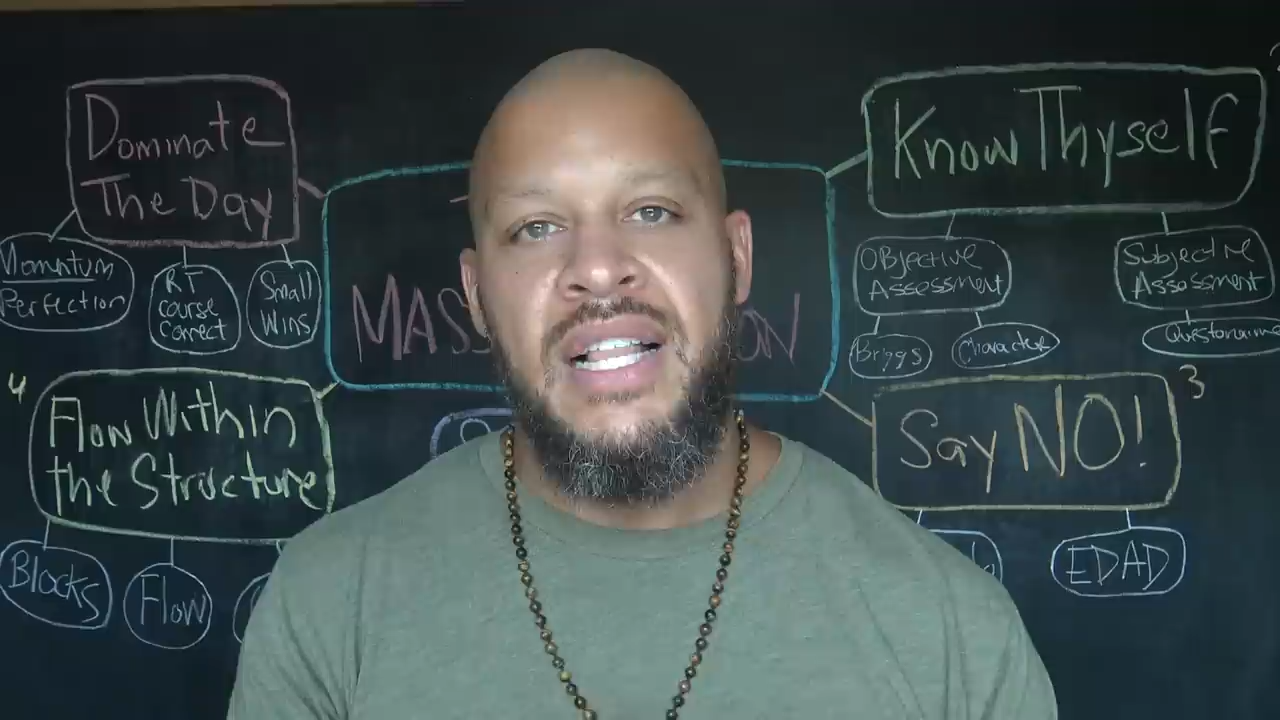 Dominate
The Day
Momentum
Perfection
RT
course
correct
Small
Wins
Know Thyself
Objective
Assessment
Briggs
Character
Subjective
Assessment
4
Flow Within
the Structure
Blocks
Flow
Say NO!
3
EDAD